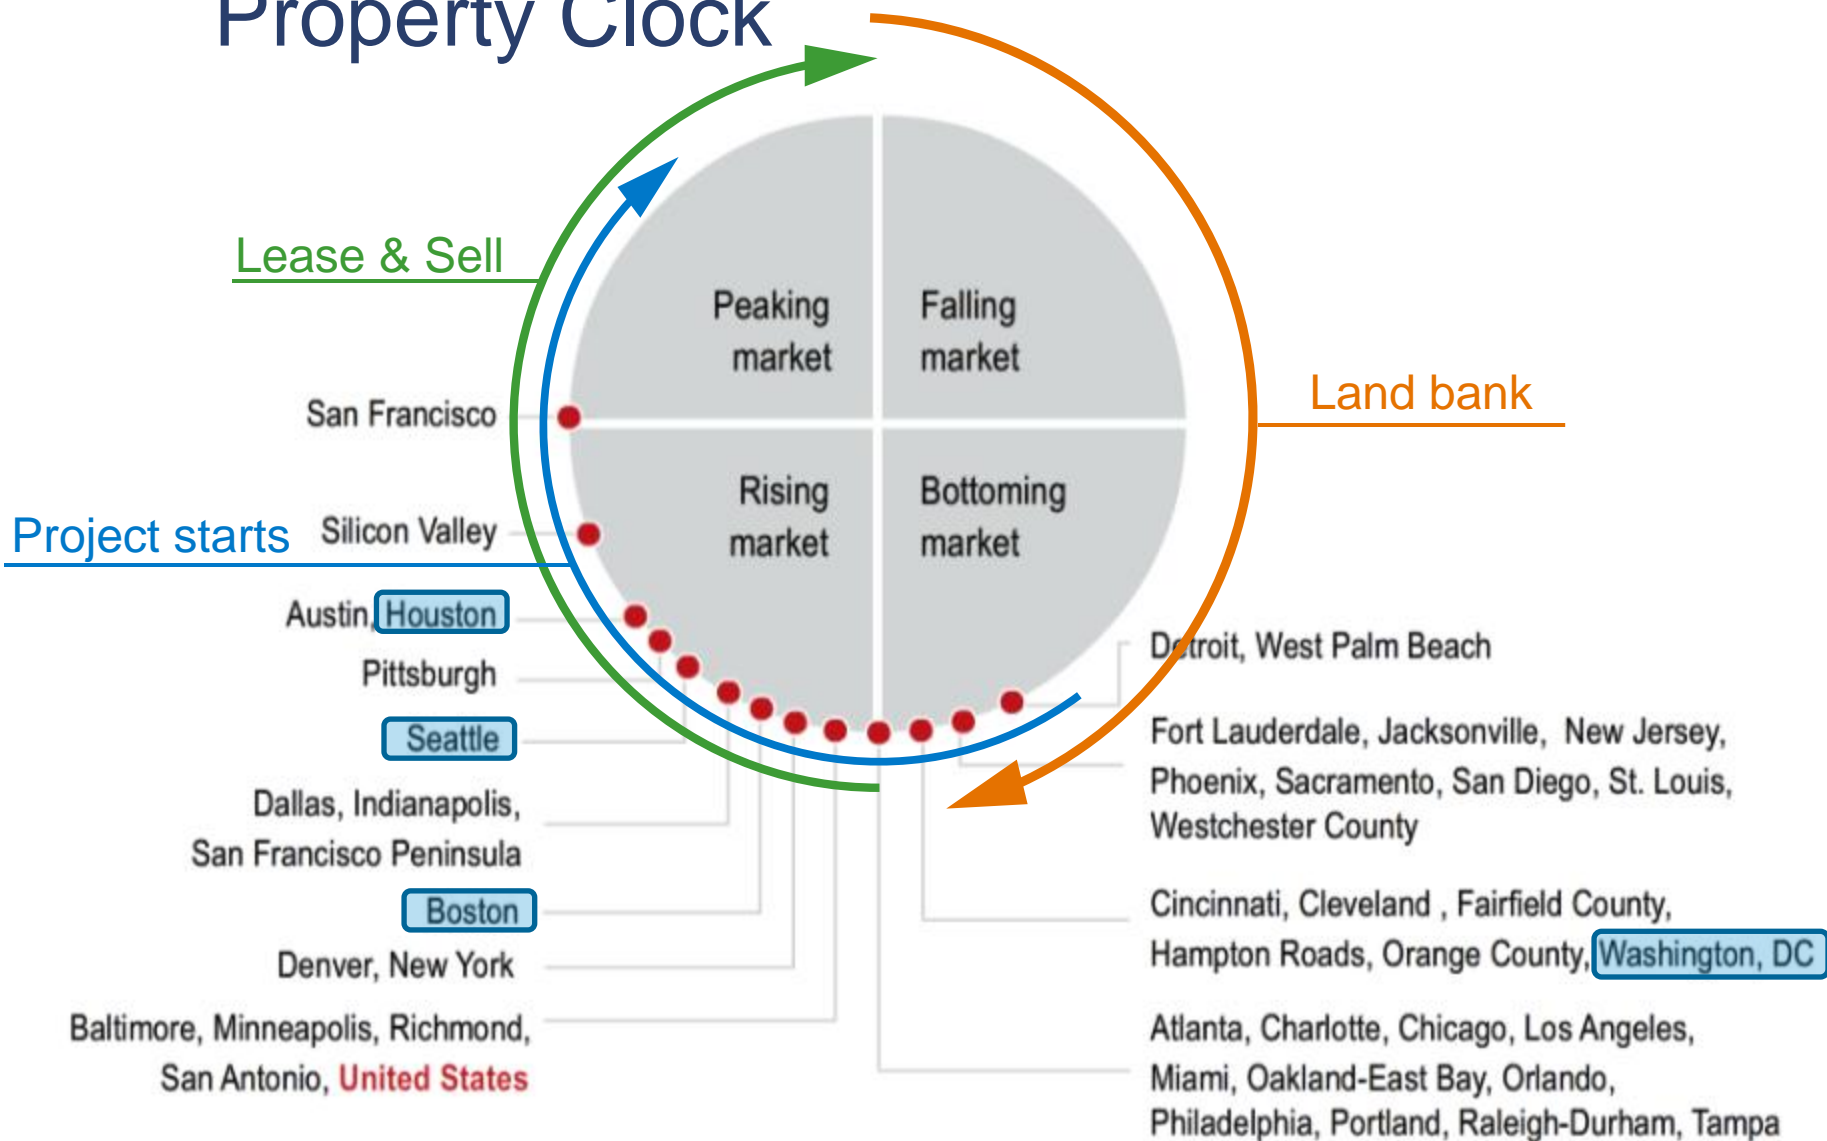 Property Clock
Lease & Sell
Peaking
market
Falling
market
Land bank
San Francisco
Rising
market
Bottoming
market
Project starts
Silicon Valley
Austin, Houston
Pittsburgh
Seattle
Dallas, Indianapolis,
San Francisco Peninsula
Boston
Denver, New York
Baltimore, Minneapolis, Richmond,
San Antonio, United States
Detroit, West Palm Beach
Fort Lauderdale, Jacksonville, New Jersey,
Phoenix, Sacramento, San Diego, St. Louis,
Westchester County
Cincinnati, Cleveland , Fairfield County,
Hampton Roads, Orange County, Washington, DC
Atlanta, Charlotte, Chicago, Los Angeles,
Miami, Oakland-East Bay, Orlando,
Philadelphia, Portland, Raleigh-Durham, Tampa